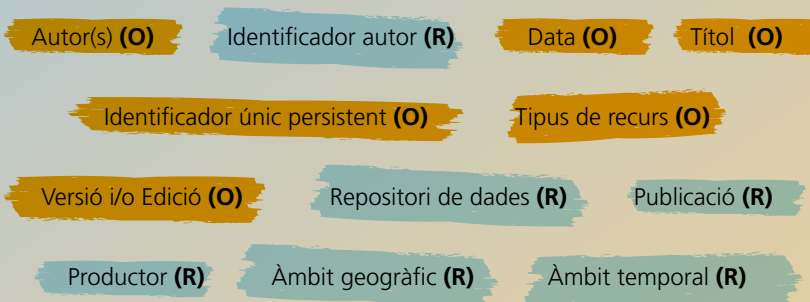 Autor(s) (O) Identificador autor (R) Data (O) Títol (O)
Identificador únic persistent (O) Tipus de recurs (O)
Versió i/o Edició (O) Repositori de dades (R) Publicació (R)
Productor (R) Àmbit geogràfic (R) Àmbit temporal (R)